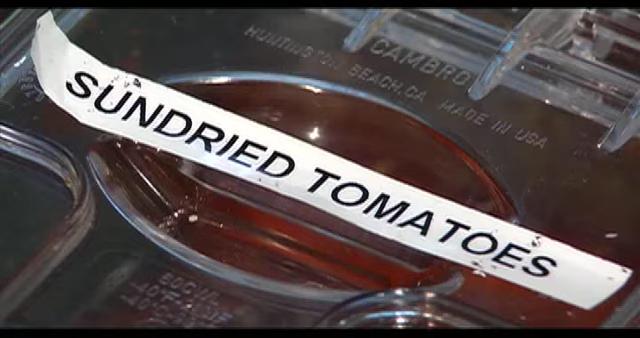 CAMBRO
HUNTINGTON BEACH, CA MADE IN USA
SUNDRIED TOMATOES